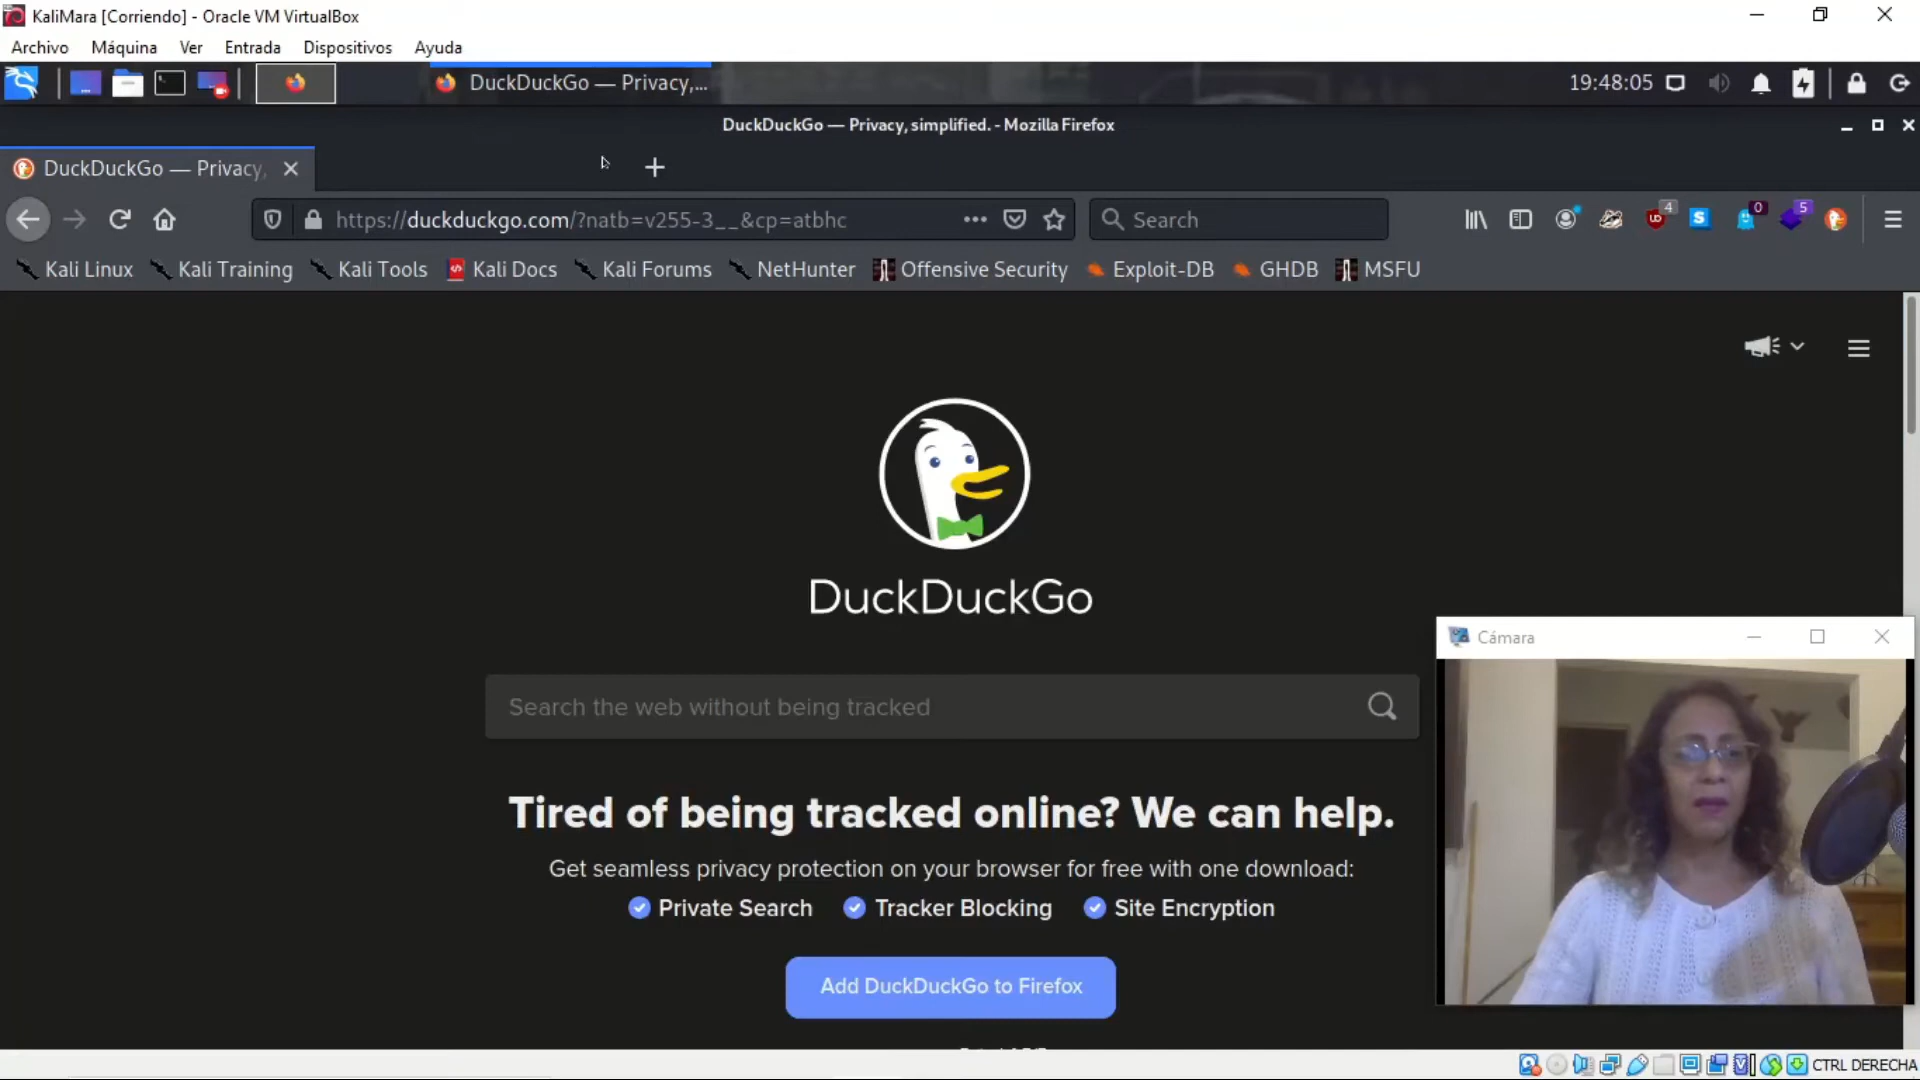 KaliMara [Corriendo] - Oracle VM VirtualBox
Archivo Máquina Ver Entrada Dispositivos Ayuda
DuckDuckGo — Privacy,...
19:48:05
DuckDuckGo — Privacy, simplified. - Mozilla Firefox
DuckDuckGo — Privacy,
https://duckduckgo.com/?natb=v255-3__&cp=atbhc
Search
4
0
5
Kali Linux Kali Training Kali Tools Kali Docs Kali Forums NetHunter Offensive Security Exploit-DB GHDB MSFU
DuckDuckGo
Search the web without being tracked
Cámara
Tired of being tracked online? We can help.
Get seamless privacy protection on your browser for free with one download:
Private Search Tracker Blocking Site Encryption
Add DuckDuckGo to Firefox
CTRL DERECHA